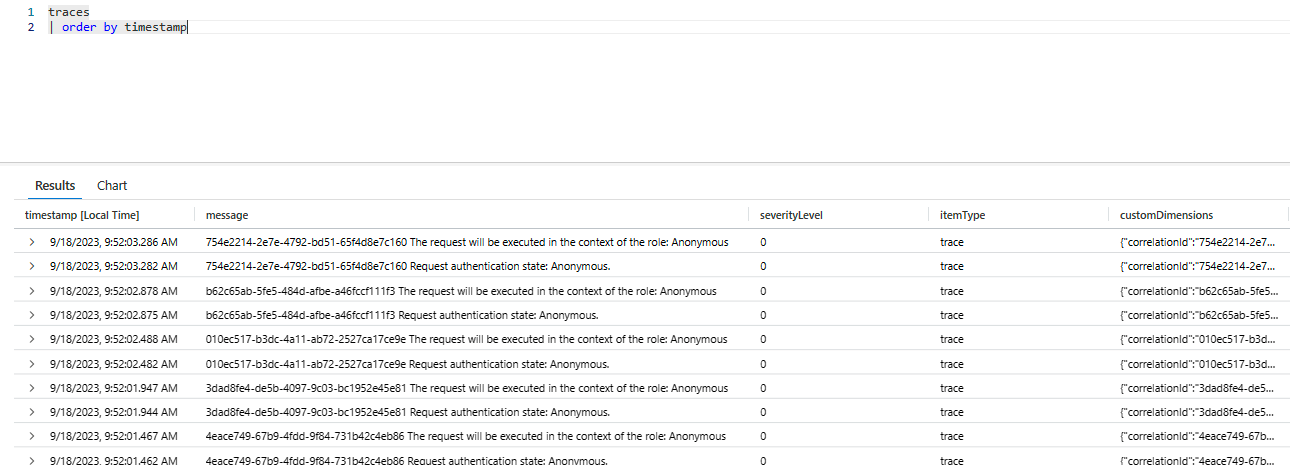 1 traces
2 | order by timestamp
Results Chart
timestamp [Local Time] message severityLevel itemType customDimensions
9/18/2023, 9:52:03.286 AM 754e2214-2e7e-4792-bd51-65f4d8e7c160 The request will be executed in the context of the role: Anonymous 0 trace {"correlationId":"754e2214-2e7...
9/18/2023, 9:52:03.282 AM 754e2214-2e7e-4792-bd51-65f4d8e7c160 Request authentication state: Anonymous. 0 trace {"correlationId":"754e2214-2e7...
9/18/2023, 9:52:02.878 AM b62c65ab-5fe5-484d-afbe-a46fccf111f3 The request will be executed in the context of the role: Anonymous 0 trace {"correlationId":"b62c65ab-5fe5...
9/18/2023, 9:52:02.875 AM b62c65ab-5fe5-484d-afbe-a46fccf111f3 Request authentication state: Anonymous. 0 trace {"correlationId":"b62c65ab-5fe5...
9/18/2023, 9:52:02.488 AM 010ec517-b3dc-4a11-ab72-2527ca17ce9e The request will be executed in the context of the role: Anonymous 0 trace {"correlationId":"010ec517-b3d...
9/18/2023, 9:52:02.482 AM 010ec517-b3dc-4a11-ab72-2527ca17ce9e Request authentication state: Anonymous. 0 trace {"correlationId":"010ec517-b3d...
9/18/2023, 9:52:01.947 AM 3dad8fe4-de5b-4097-9c03-bc1952e45e81 The request will be executed in the context of the role: Anonymous 0 trace {"correlationId":"3dad8fe4-de5...
9/18/2023, 9:52:01.944 AM 3dad8fe4-de5b-4097-9c03-bc1952e45e81 Request authentication state: Anonymous. 0 trace {"correlationId":"3dad8fe4-de5...
9/18/2023, 9:52:01.467 AM 4eace749-67b9-4fdd-9f84-731b42c4eb86 The request will be executed in the context of the role: Anonymous 0 trace {"correlationId":"4eace749-67b...
9/18/2023, 9:52:01.462 AM 4eace749-67b9-4fdd-9f84-731b42c4eb86 Request authentication state: Anonymous. 0 trace {"correlationId":"4eace749-67b...